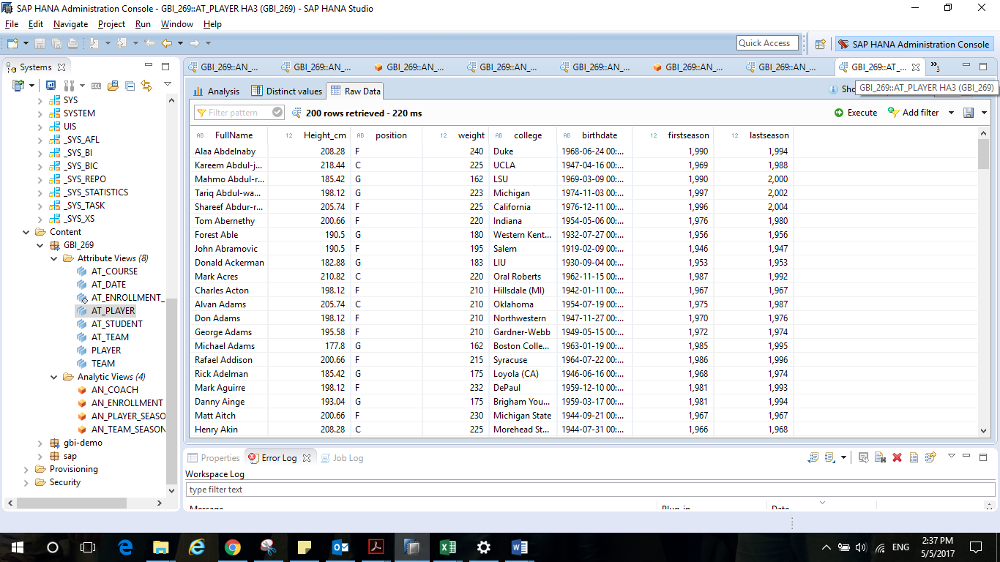 SAP HANA Administration Console - GBI_269::AT_PLAYER HA3 (GBI_269) - SAP HANA Studio
File Edit Navigate Project Run Window Help
Quick Access SAP HANA Administration Console
Systems
SYS
SYSTEM
UIS
_SYS_AFL
_SYS_BI
_SYS_BIC
_SYS_REPO
_SYS_STATISTICS
_SYS_TASK
_SYS_XS
Content
GBI_269
Attribute Views (8)
AT_COURSE
AT_DATE
AT_ENROLLMENT_
AT_PLAYER
AT_STUDENT
AT_TEAM
PLAYER
TEAM
Analytic Views (4)
AN_COACH
AN_ENROLLMENT
AN_PLAYER_SEASO
AN_TEAM_SEASON
gbi-demo
sap
Provisioning
Security
GBI_269::AN_... GBI_269::AN_... GBI_269::AN_... GBI_269::AN_... GBI_269::AN_... GBI_269::AN_... GBI_269::AN_... GBI_269::AT_... »3
GBI_269::AT_PLAYER HA3 (GBI_269)
Analysis Distinct values Raw Data Sho
Filter pattern 200 rows retrieved - 220 ms Execute Add filter
AB FullName 12 Height_cm AB position 12 weight AB college AB birthdate 12 firstseason 12 lastseason
Alaa Abdelnaby 208.28 F 240 Duke 1968-06-24 00:... 1,990 1,994
Kareem Abdul-j... 218.44 C 225 UCLA 1947-04-16 00:... 1,969 1,988
Mahmo Abdul-r... 185.42 G 162 LSU 1969-03-09 00:... 1,990 2,000
Tariq Abdul-wa... 198.12 G 223 Michigan 1974-11-03 00:... 1,997 2,002
Shareef Abdur-r... 205.74 F 225 California 1976-12-11 00:... 1,996 2,004
Tom Abernethy 200.66 F 220 Indiana 1954-05-06 00:... 1,976 1,980
Forest Able 190.5 G 180 Western Kent... 1932-07-27 00:... 1,956 1,956
John Abramovic 190.5 F 195 Salem 1919-02-09 00:... 1,946 1,947
Donald Ackerman 182.88 G 183 LIU 1930-09-04 00:... 1,953 1,953
Mark Acres 210.82 C 220 Oral Roberts 1962-11-15 00:... 1,987 1,992
Charles Acton 198.12 F 210 Hillsdale (MI) 1942-01-11 00:... 1,967 1,967
Alvan Adams 205.74 C 210 Oklahoma 1954-07-19 00:... 1,975 1,987
Don Adams 198.12 F 210 Northwestern 1947-11-27 00:... 1,970 1,976
George Adams 195.58 F 210 Gardner-Webb 1949-05-15 00:... 1,972 1,974
Michael Adams 177.8 G 162 Boston Colle... 1963-01-19 00:... 1,985 1,995
Rafael Addison 200.66 F 215 Syracuse 1964-07-22 00:... 1,986 1,996
Rick Adelman 185.42 G 175 Loyola (CA) 1946-06-16 00:... 1,968 1,974
Mark Aguirre 198.12 F 232 DePaul 1959-12-10 00:... 1,981 1,993
Danny Ainge 193.04 G 175 Brigham You... 1959-03-17 00:... 1,981 1,994
Matt Aitch 200.66 F 230 Michigan State 1944-09-21 00:... 1,967 1,967
Henry Akin 208.28 C 225 Morehead St... 1944-07-31 00:... 1,966 1,968
Properties Error Log Job Log
Workspace Log
type filter text
Message Plug-in Date
ENG
2:37 PM
5/5/2017